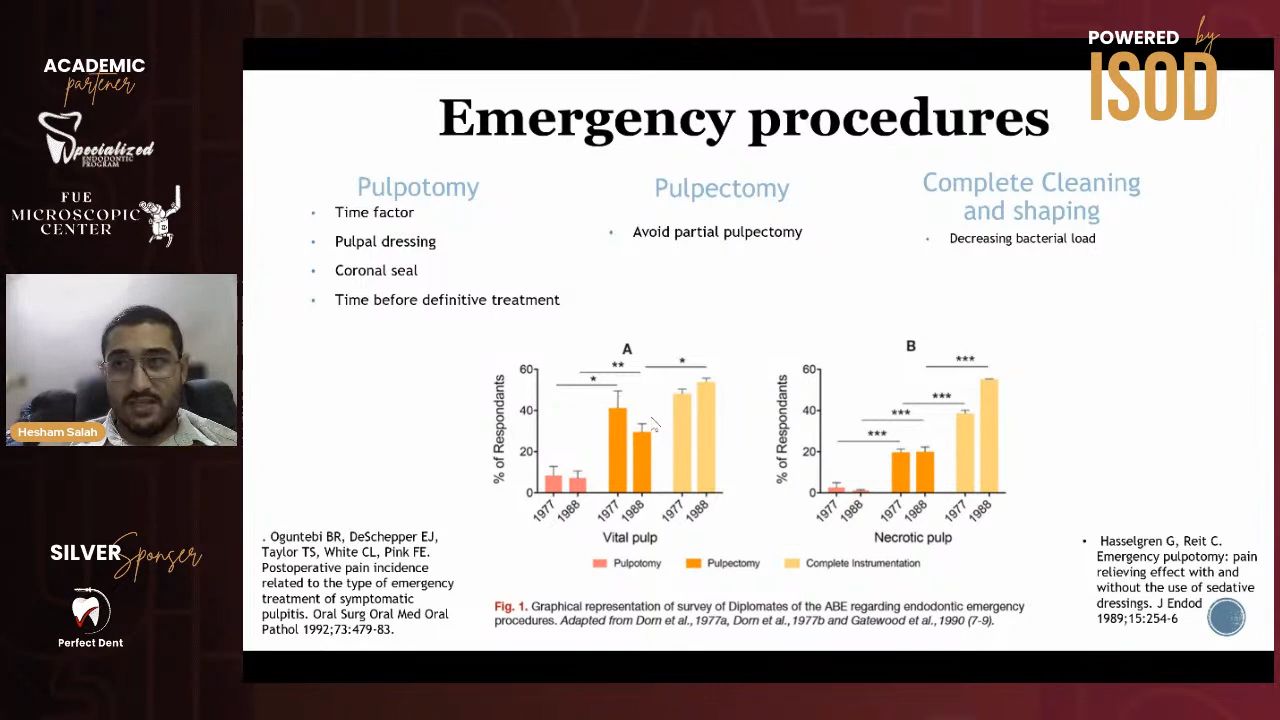 ACADEMIC
partener
Specialized
ENDODONTIC
PROGRAM
FUE
MICROSCOPIC
CENTER
Hesham Salah
SILVER Sponser
Perfect Dent
POWERED by
ISOD
Emergency procedures
Pulpotomy
• Time factor
• Pulpal dressing
• Coronal seal
• Time before definitive treatment
Pulpectomy
• Avoid partial pulpectomy
Complete Cleaning
and shaping
• Decreasing bacterial load
A
% of Respondants
60
40
20
0
*
**
*
1977
1988
1977
1988
1977
1988
Vital pulp
B
% of Respondants
60
40
20
0
***
***
***
***
1977
1988
1977
1988
1977
1988
Necrotic pulp
Pulpotomy Pulpectomy Complete Instrumentation
Fig. 1. Graphical representation of survey of Diplomates of the ABE regarding endodontic emergency
procedures. Adapted from Dorn et al., 1977a, Dorn et al., 1977b and Gatewood et al., 1990 (7-9).
. Oguntebi BR, DeSchepper EJ,
Taylor TS, White CL, Pink FE.
Postoperative pain incidence
related to the type of emergency
treatment of symptomatic
pulpitis. Oral Surg Oral Med Oral
Pathol 1992;73:479-83.
• Hasselgren G, Reit C.
Emergency pulpotomy: pain
relieving effect with and
without the use of sedative
dressings. J Endod
1989;15:254-6